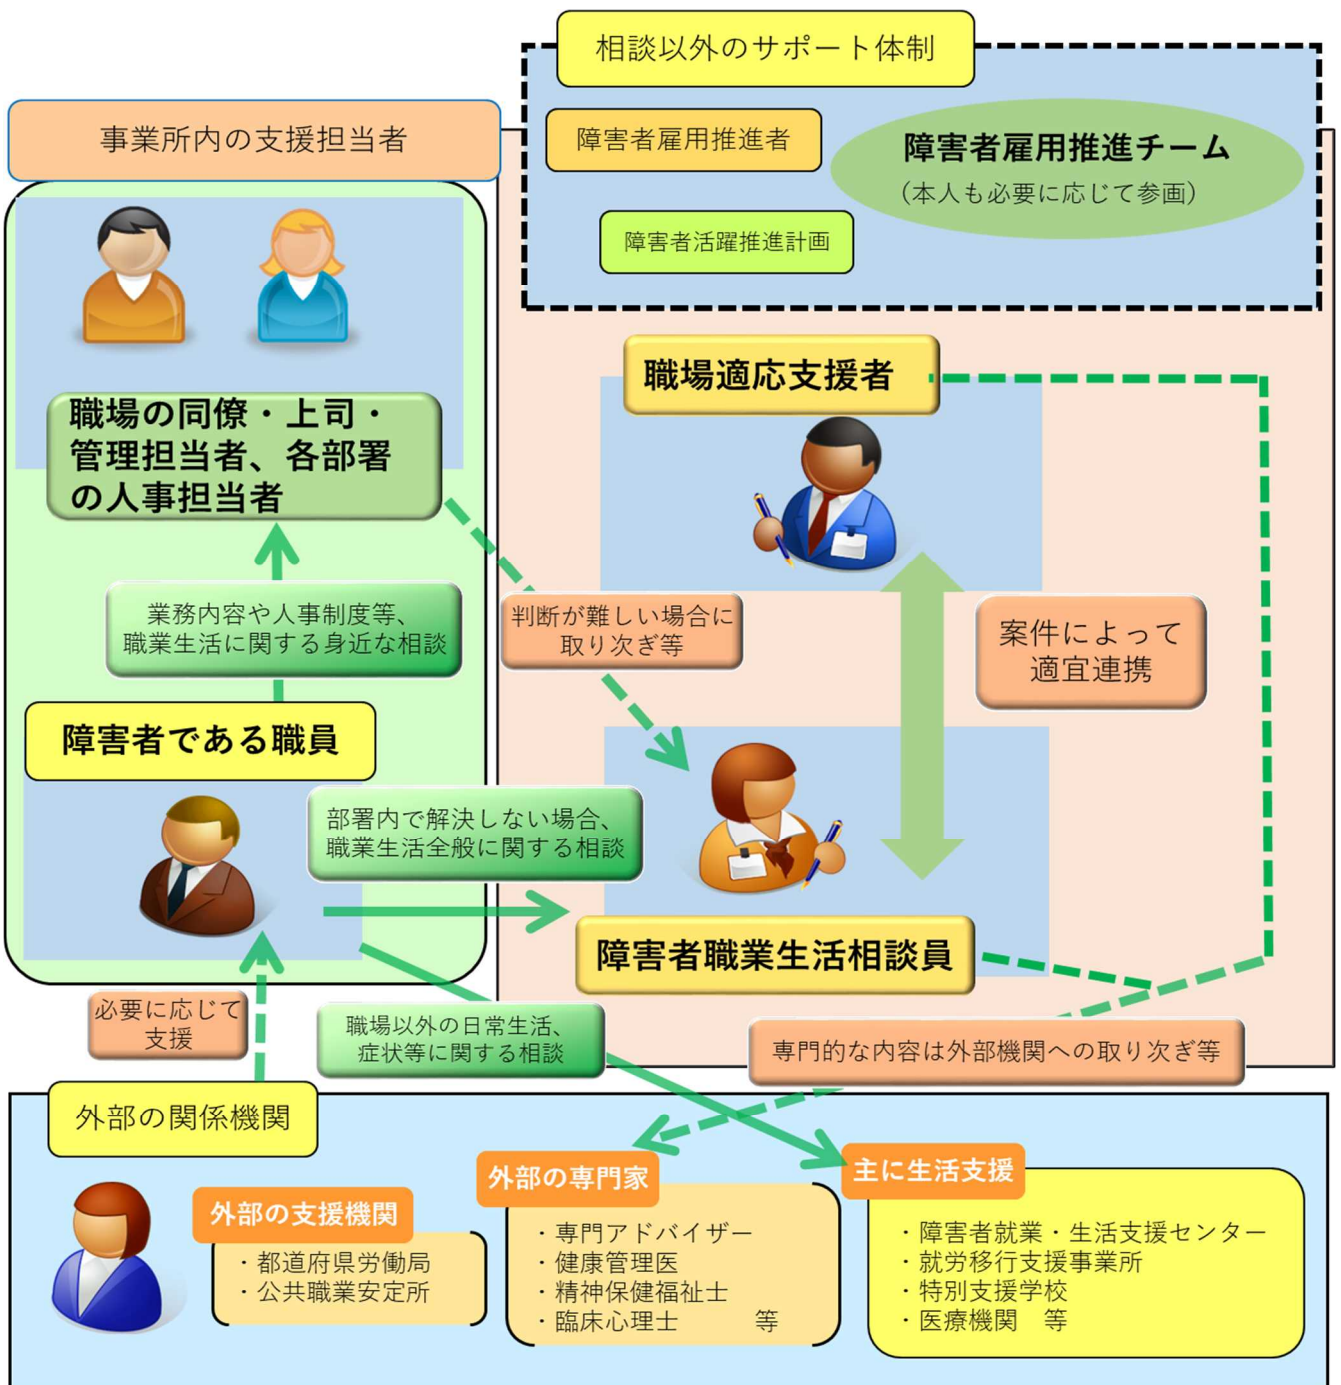 相談以外のサポート体制
事業所内の支援担当者
障害者雇用推進者
障害者雇用推進チーム
（本人も必要に応じて参画）
障害者活躍推進計画
職場適応支援者
職場の同僚・上司・
管理担当者、各部署
の人事担当者
業務内容や人事制度等、
職業生活に関する身近な相談
判断が難しい場合に
取り次ぎ等
案件によって
適宜連携
障害者である職員
部署内で解決しない場合、
職業生活全般に関する相談
障害者職業生活相談員
必要に応じて
支援
職場以外の日常生活、
症状等に関する相談
専門的な内容は外部機関への取り次ぎ等
外部の関係機関
外部の支援機関
・都道府県労働局
・公共職業安定所
外部の専門家
・専門アドバイザー
・健康管理医
・精神保健福祉士
・臨床心理士　等
主に生活支援
・障害者就業・生活支援センター
・就労移行支援事業所
・特別支援学校
・医療機関　等